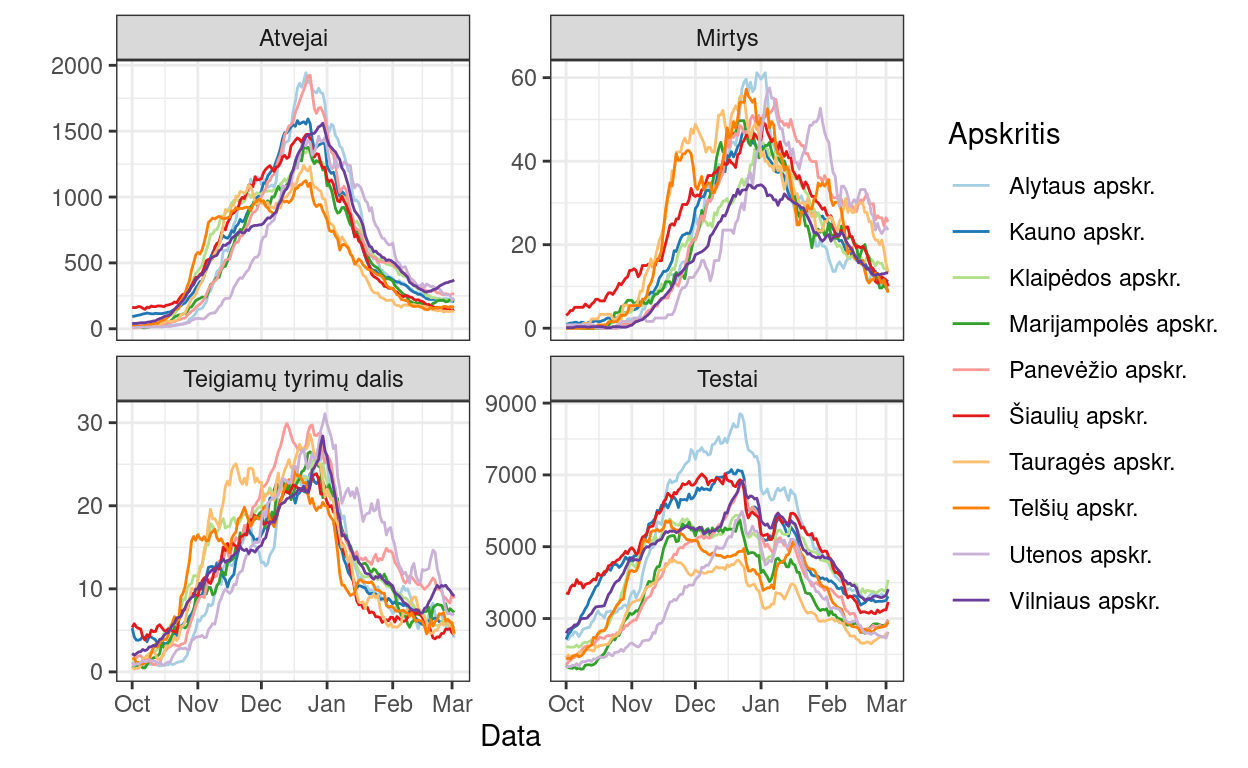 Atvejai
Mirtys
2000
1500
1000
500
0
60
40
20
0
Teigiamų tyrimų dalis
Testai
30
20
10
0
9000
7000
5000
3000
Oct Nov Dec Jan Feb Mar
Oct Nov Dec Jan Feb Mar
Data
Apskritis
Alytaus apskr.
Kauno apskr.
Klaipėdos apskr.
Marijampolės apskr.
Panevėžio apskr.
Šiaulių apskr.
Tauragės apskr.
Telšių apskr.
Utenos apskr.
Vilniaus apskr.